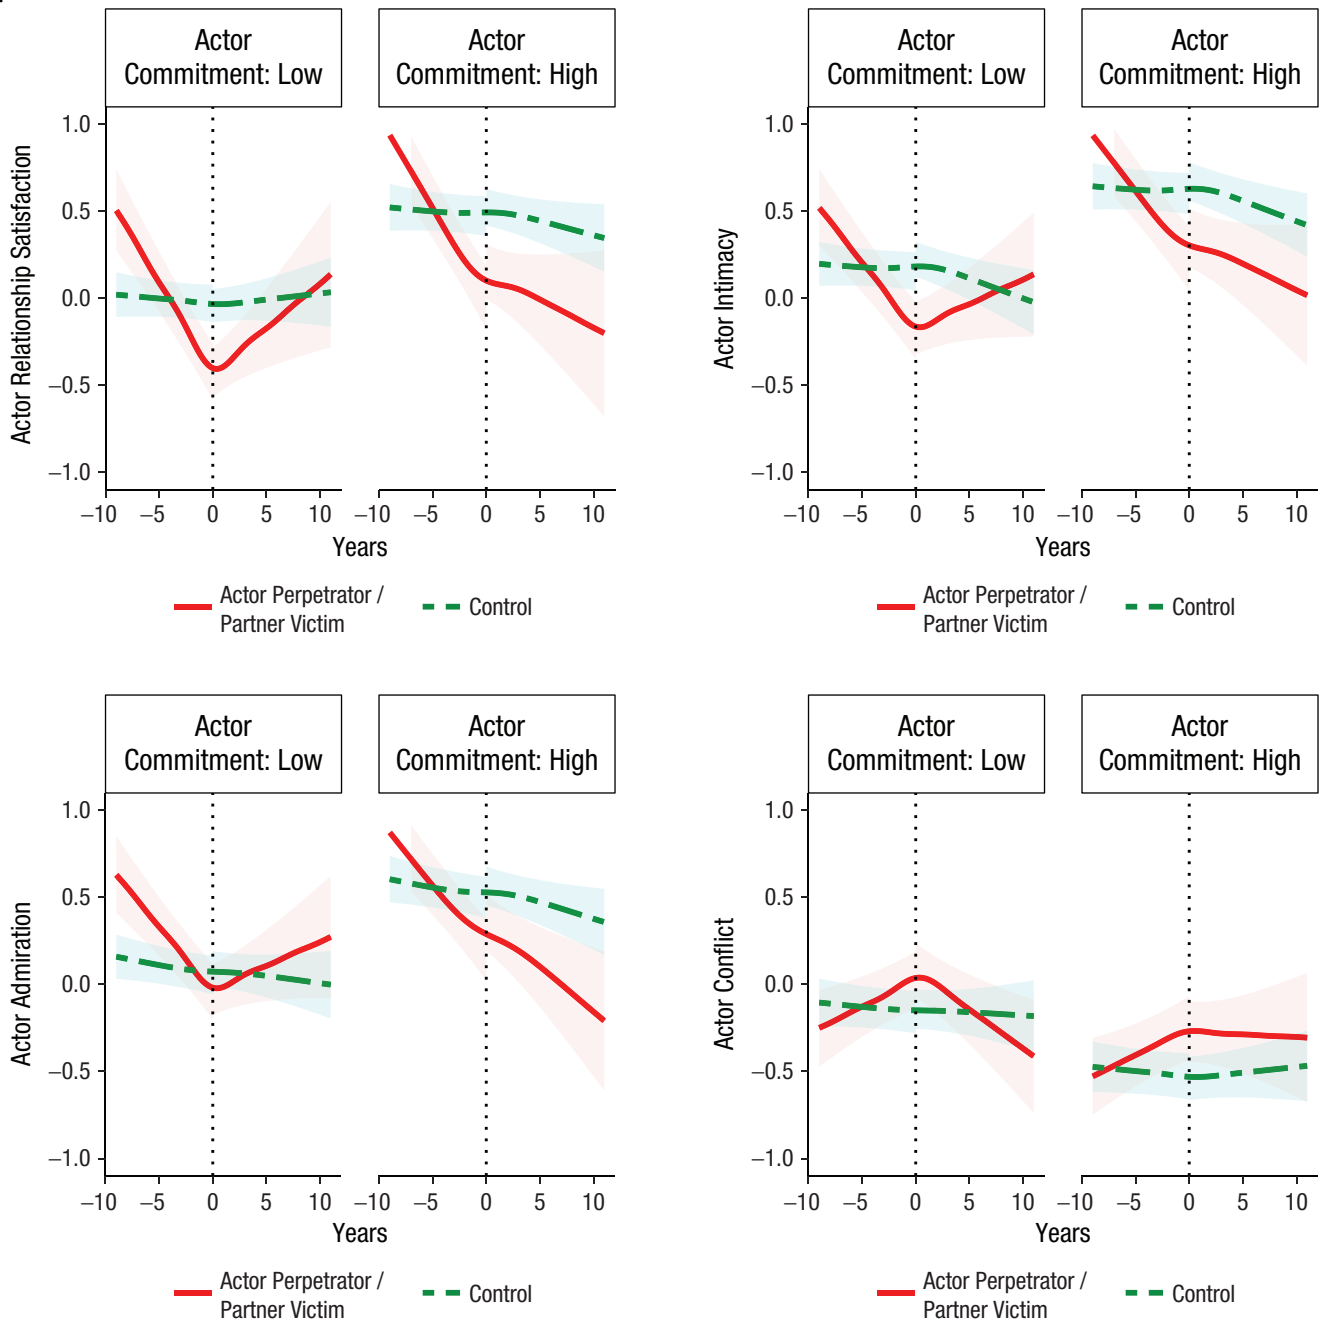 Actor
Commitment: Low
Actor
Commitment: High
Actor Relationship Satisfaction
1.0
0.5
0.0
−0.5
−1.0
−10 −5 0 5 10
−10 −5 0 5 10
Years
Actor Perpetrator /
Partner Victim
Control
Actor
Commitment: Low
Actor
Commitment: High
Actor Intimacy
1.0
0.5
0.0
−0.5
−1.0
−10 −5 0 5 10
−10 −5 0 5 10
Years
Actor Perpetrator /
Partner Victim
Control
Actor
Commitment: Low
Actor
Commitment: High
Actor Admiration
1.0
0.5
0.0
−0.5
−1.0
−10 −5 0 5 10
−10 −5 0 5 10
Years
Actor Perpetrator /
Partner Victim
Control
Actor
Commitment: Low
Actor
Commitment: High
Actor Conflict
1.0
0.5
0.0
−0.5
−1.0
−10 −5 0 5 10
−10 −5 0 5 10
Years
Actor Perpetrator /
Partner Victim
Control